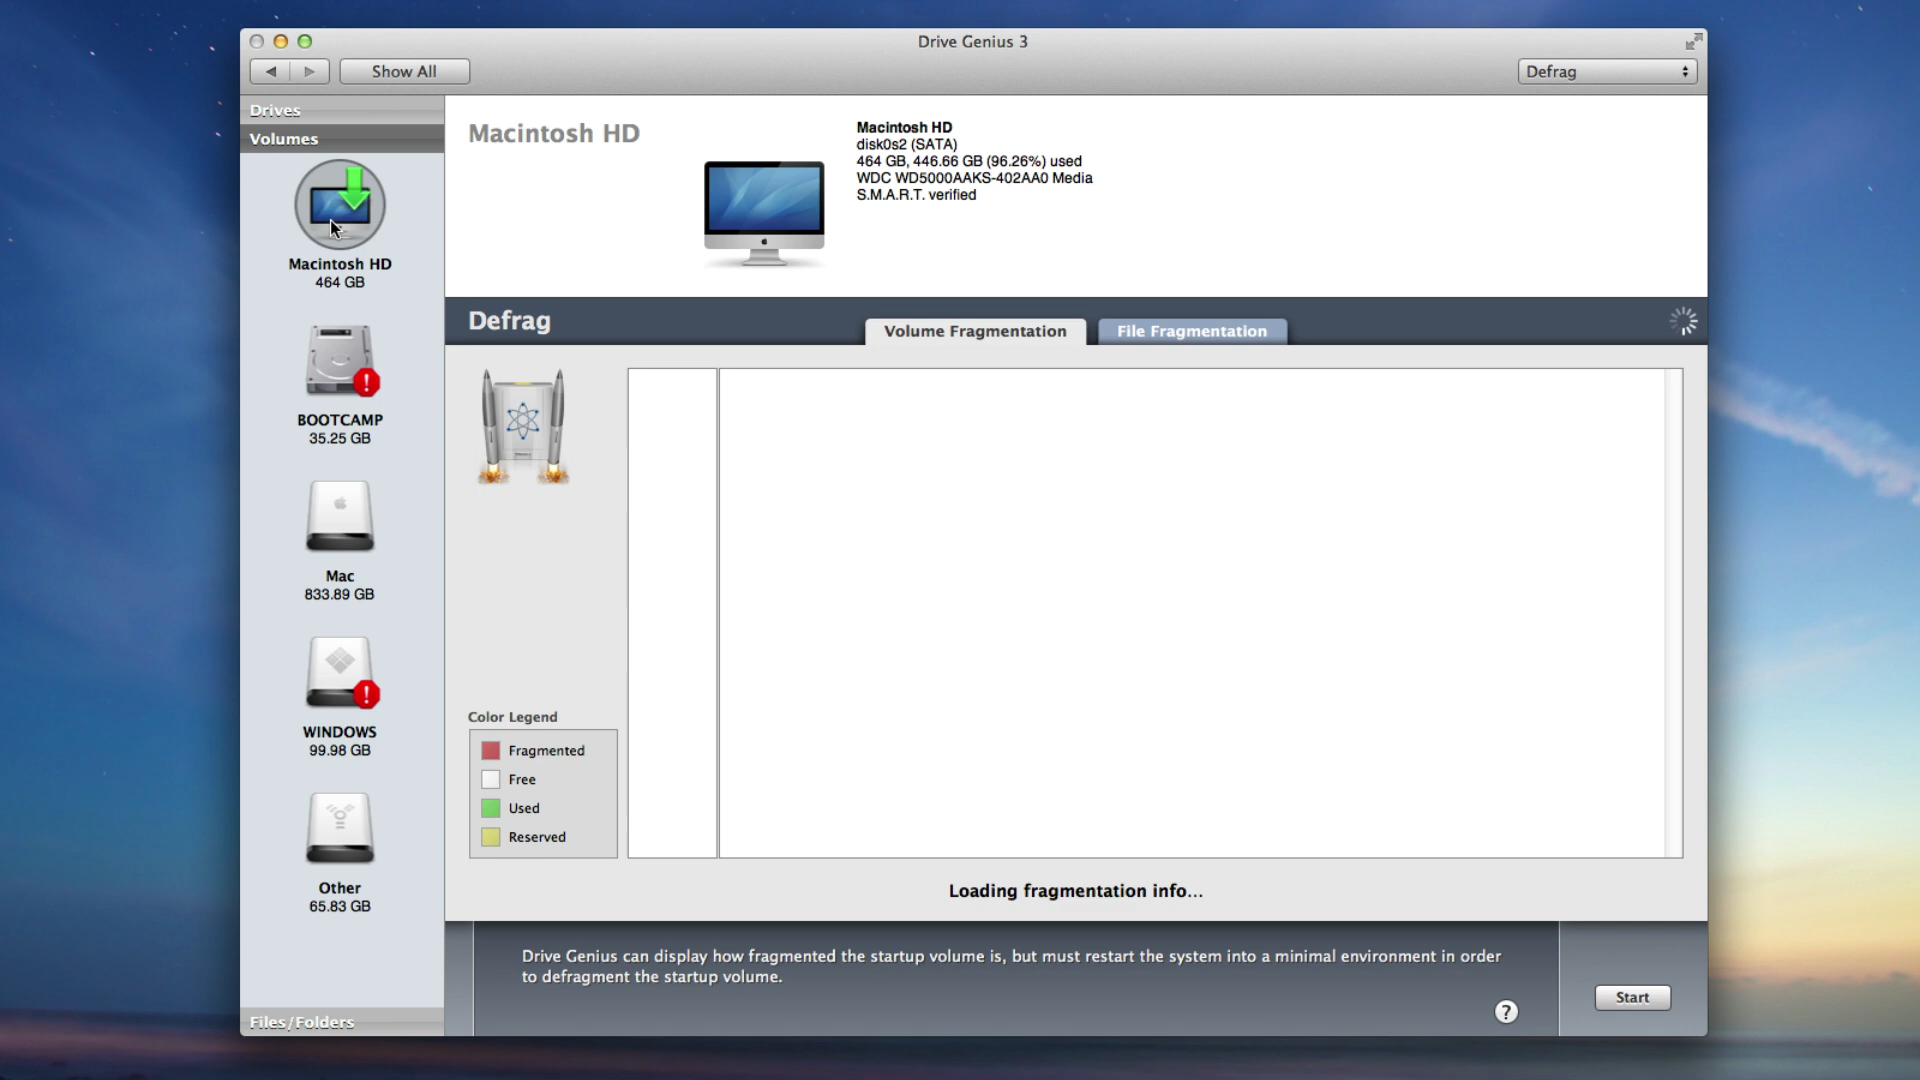 Drive Genius 3
Show All
Defrag
Drives
Volumes
Macintosh HD
464 GB
BOOTCAMP
35.25 GB
Mac
833.89 GB
WINDOWS
99.98 GB
Other
65.83 GB
Files/Folders
Macintosh HD
Macintosh HD
disk0s2 (SATA)
464 GB, 446.66 GB (96.26%) used
WDC WD5000AAKS-402AA0 Media
S.M.A.R.T. verified
Defrag
Volume Fragmentation
File Fragmentation
Color Legend
Fragmented
Free
Used
Reserved
Loading fragmentation info...
Drive Genius can display how fragmented the startup volume is, but must restart the system into a minimal environment in order
to defragment the startup volume.
?
Start